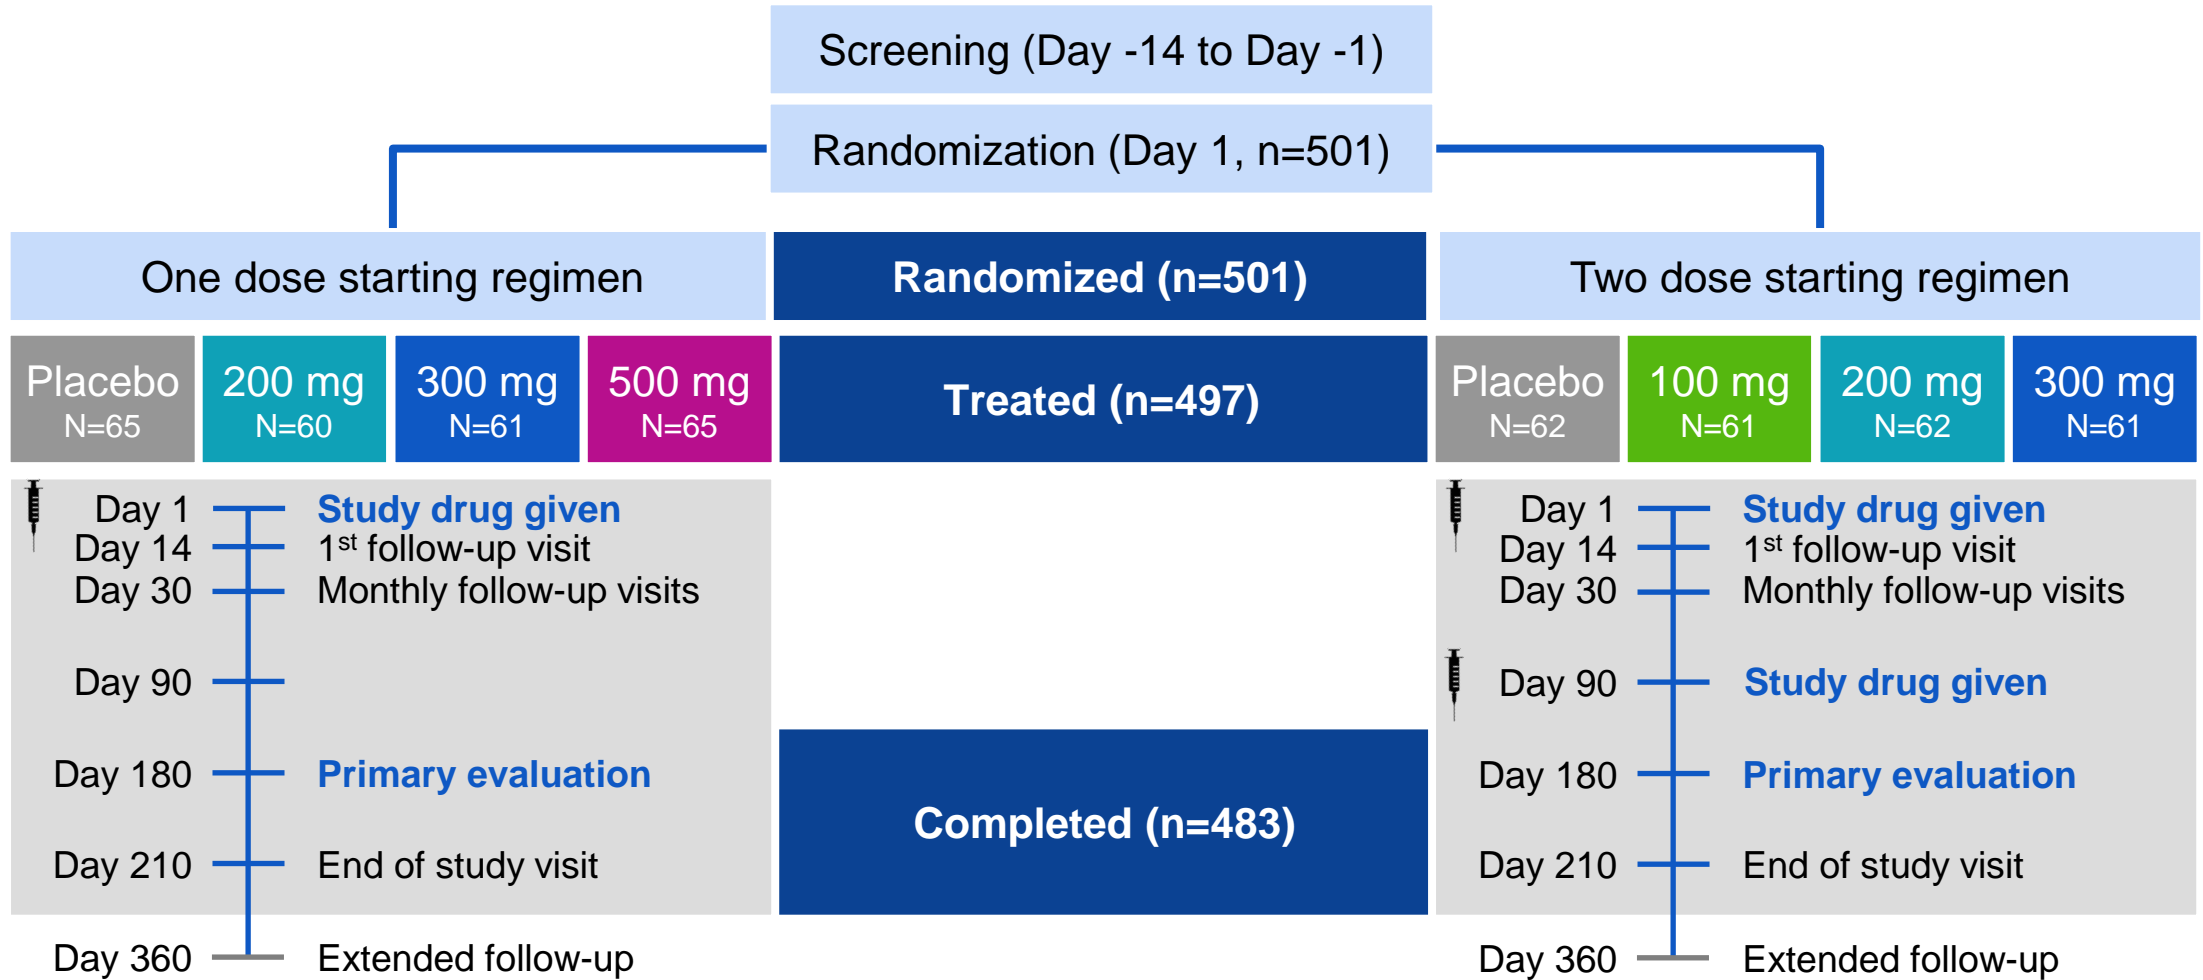 Screening (Day -14 to Day -1)
Randomization (Day 1, n=501)
One dose starting regimen
Randomized (n=501)
Two dose starting regimen
Placebo
N=65
200 mg
N=60
300 mg
N=61
500 mg
N=65
Treated (n=497)
Placebo
N=62
100 mg
N=61
200 mg
N=62
300 mg
N=61
Day 1 Study drug given
Day 14 1st follow-up visit
Day 30 Monthly follow-up visits
Day 90
Day 180 Primary evaluation
Day 210 End of study visit
Day 360 Extended follow-up
Completed (n=483)
Day 1 Study drug given
Day 14 1st follow-up visit
Day 30 Monthly follow-up visits
Day 90 Study drug given
Day 180 Primary evaluation
Day 210 End of study visit
Day 360 Extended follow-up